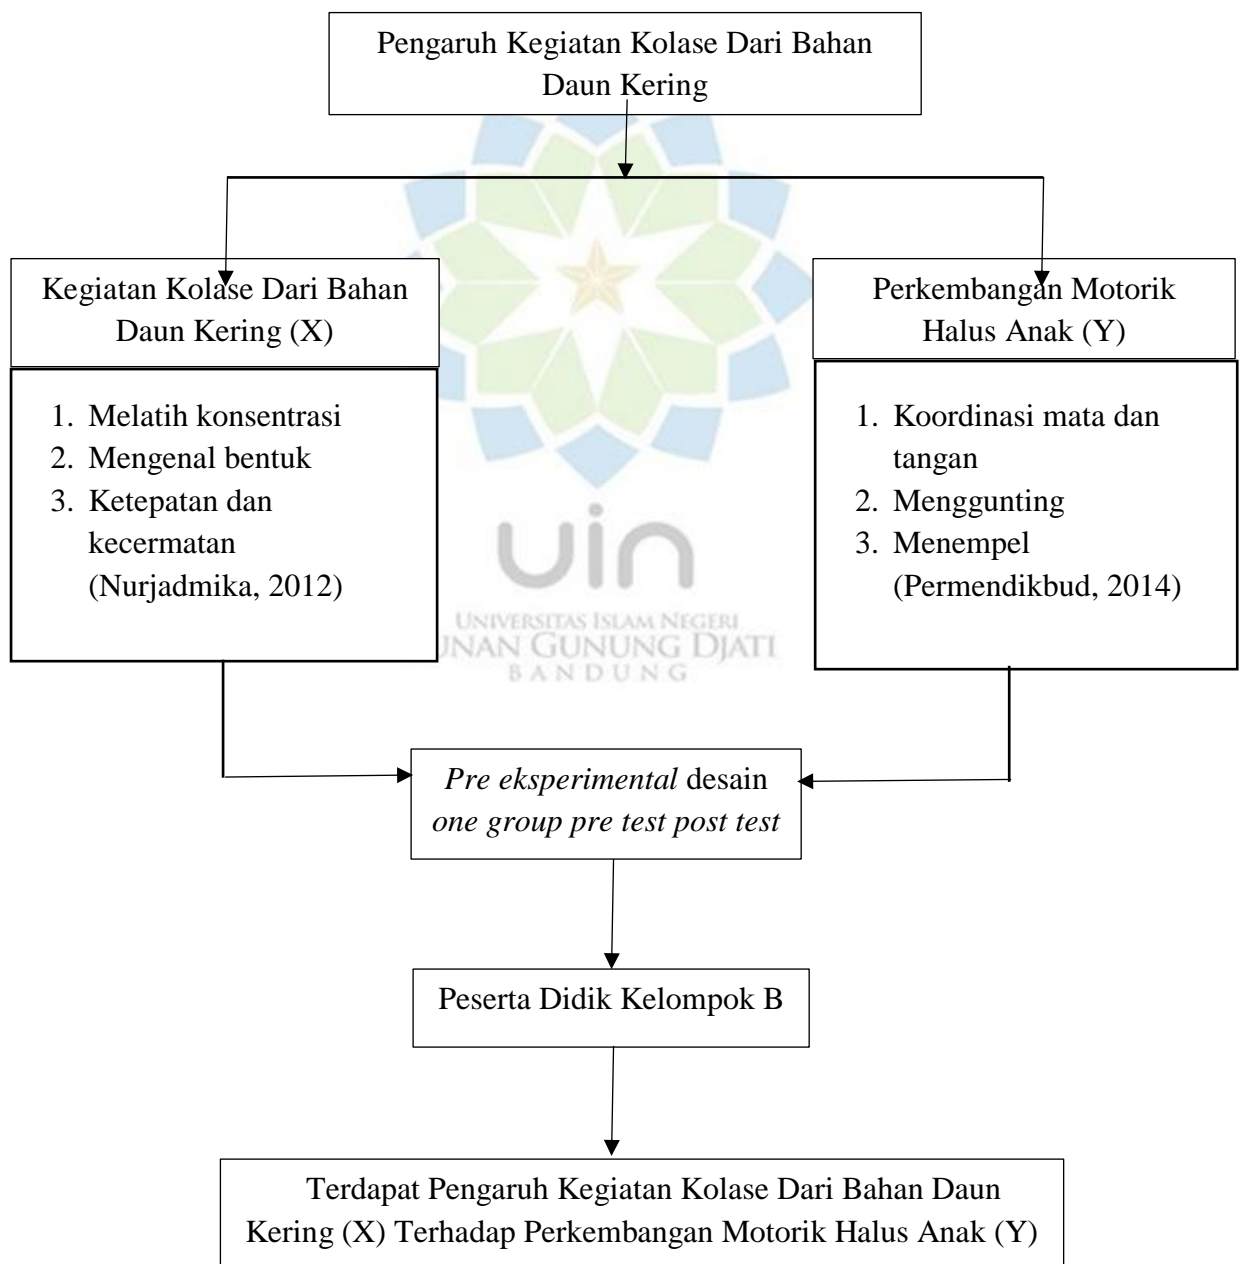 Pengaruh Kegiatan Kolase Dari Bahan
Daun Kering
Kegiatan Kolase Dari Bahan
Daun Kering (X)
1. Melatih konsentrasi
2. Mengenal bentuk
3. Ketepatan dan
kecermatan
(Nurjadmika, 2012)
Perkembangan Motorik
Halus Anak (Y)
1. Koordinasi mata dan
tangan
2. Menggunting
3. Menempel
(Permendikbud, 2014)
uin
UNIVERSITAS ISLAM NEGERI
UNAN GUNUNG DJATI
BANDUNG
Pre eksperimental desain
one group pre test post test
Peserta Didik Kelompok B
Terdapat Pengaruh Kegiatan Kolase Dari Bahan Daun
Kering (X) Terhadap Perkembangan Motorik Halus Anak (Y)